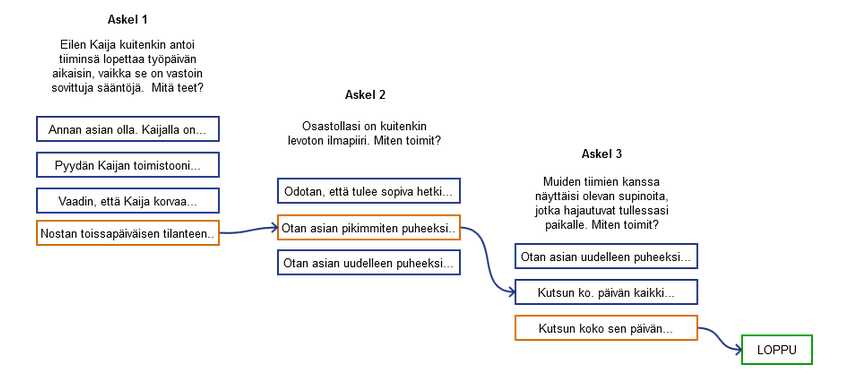 Askel 1
Eilen Kaija kuitenkin antoi
tiiminsä lopettaa työpäivän
aikaisin, vaikka se on vastoin
sovittuja sääntöjä.  Mitä teet?
Annan asian olla. Kaijalla on...
Pyydän Kaijan toimistooni...
Vaadin, että Kaija korvaa...
Nostan toissapäiväisen tilanteen..
Askel 2
Osastollasi on kuitenkin
levoton ilmapiiri. Miten toimit?
Odotan, että tulee sopiva hetki...
Otan asian pikimmiten puheeksi..
Otan asian uudelleen puheeksi...
Askel 3
Muiden tiimien kanssa
näyttäisi olevan supinoita,
jotka hajautuvat tullessasi
paikalle. Miten toimit?
Otan asian uudelleen puheeksi...
Kutsun ko. päivän kaikki...
Kutsun koko sen päivän...
LOPPU